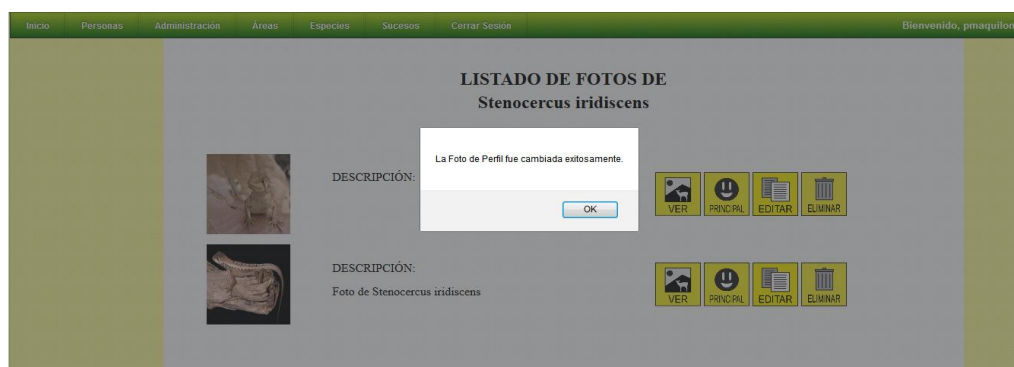 Inicio Personas Administración Áreas Especies Sucesos Cerrar Sesión Bienvenido, pmaquilon
LISTADO DE FOTOS DE
Stenocercus iridiscens
La Foto de Perfil fue cambiada exitosamente.
OK
DESCRIPCIÓN:
VER PRINCIPAL EDITAR ELIMINAR
DESCRIPCIÓN:
Foto de Stenocercus iridiscens
VER PRINCIPAL EDITAR ELIMINAR